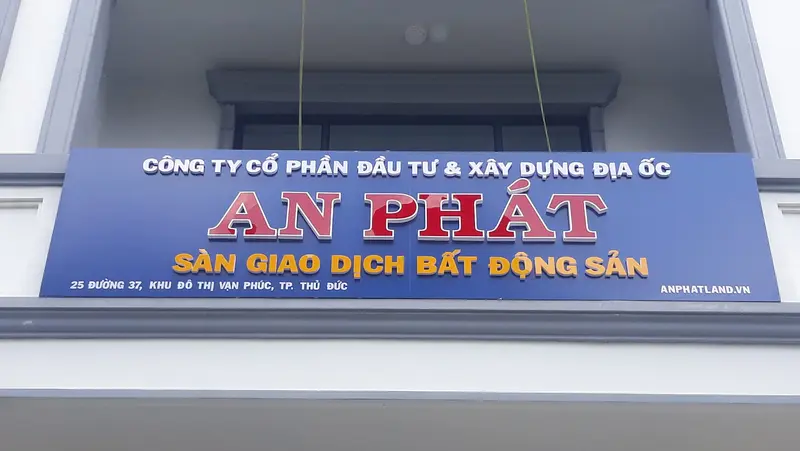 CÔNG TY CỔ PHẦN ĐẦU TƯ & XÂY DỰNG ĐỊA ỐC
AN PHÁT
SÀN GIAO DỊCH BẤT ĐỘNG SẢN
25 ĐƯỜNG 37, KHU ĐÔ THỊ VẠN PHÚC, TP. THỦ ĐỨC
ANPHATLAND.VN